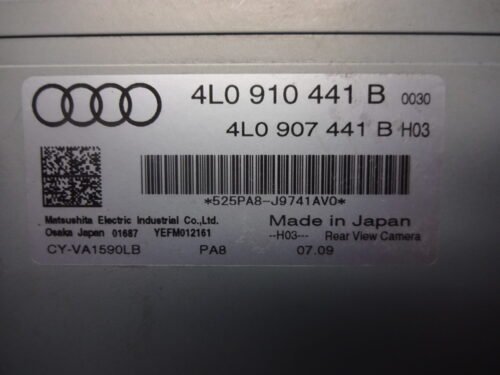 4L0 910 441 B 0030
4L0 907 441 B H03
*525PA8-J9741AV0*
Matsushita Electric Industrial Co.,Ltd.
Osaka Japan 01687 YEFM012161
Made in Japan
--H03--- Rear View Camera
CY-VA1590LB PA8 07.09